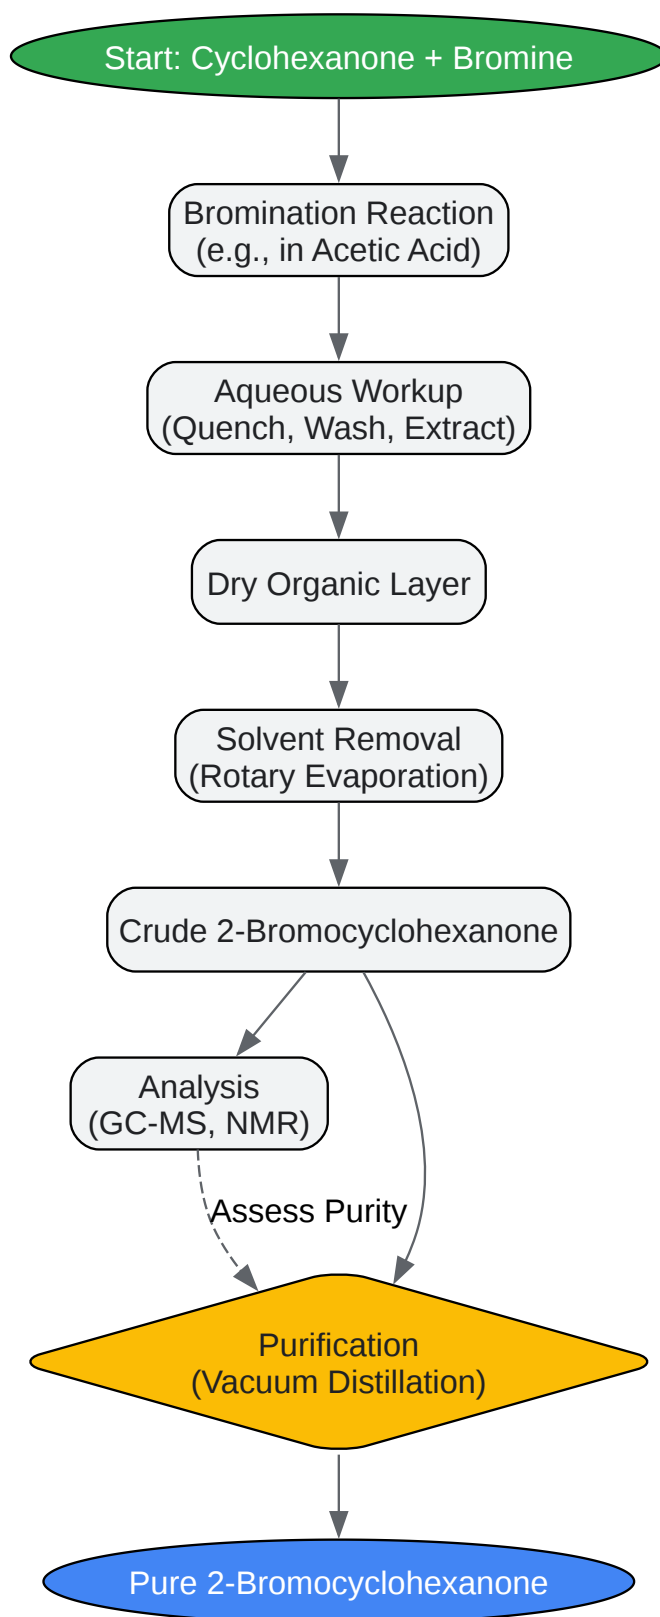 Start: Cyclohexanone + Bromine
Bromination Reaction
(e.g., in Acetic Acid)
Aqueous Workup
(Quench, Wash, Extract)
Dry Organic Layer
Solvent Removal
(Rotary Evaporation)
Crude 2-Bromocyclohexanone
Analysis
(GC-MS, NMR)
Assess Purity
Purification
(Vacuum Distillation)
Pure 2-Bromocyclohexanone